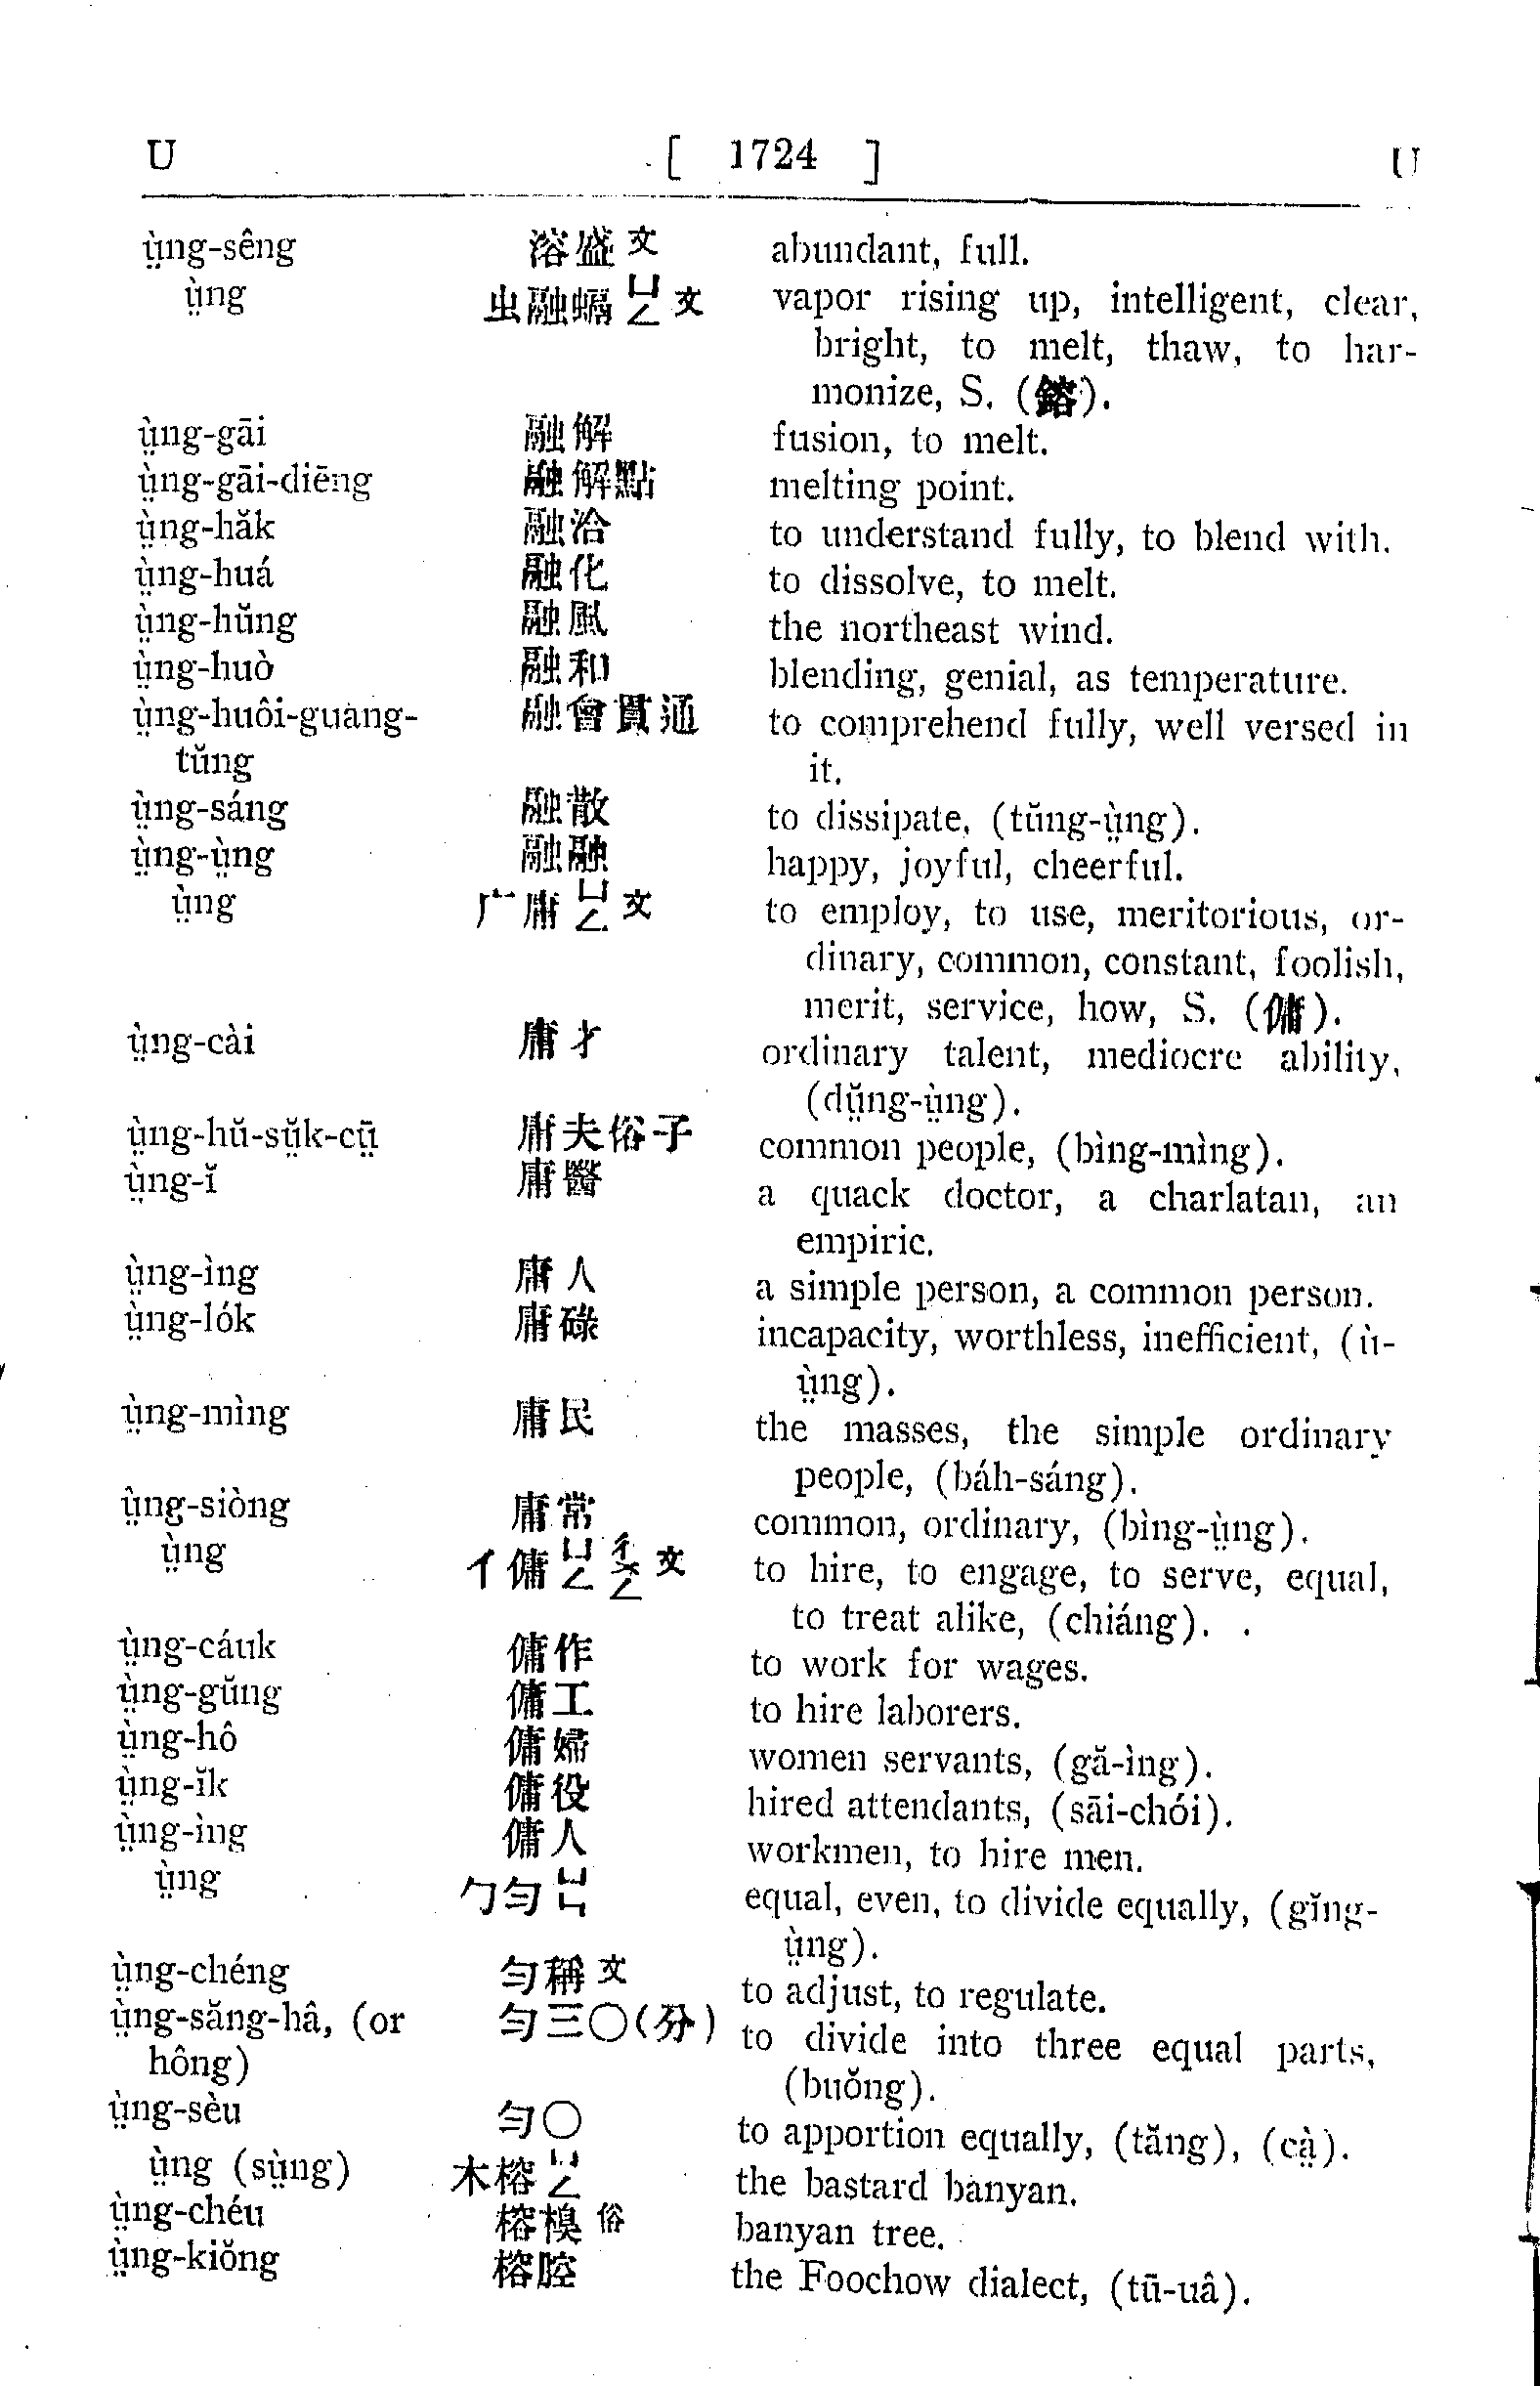 U [ 1724 ] U
ṳ̀ng-sêng 溶盛 文 abundant, full.
ṳ̀ng 虫融螎 ㄩㄥ 文 vapor rising up, intelligent, clear,
bright, to melt, thaw, to har-
monize, S. (鎔).
ṳ̀ng-gāi 融解 fusion, to melt.
ṳ̀ng-gāi-diēng 融解點 melting point.
ṳ̀ng-hăk 融洽 to understand fully, to blend with.
ṳ̀ng-huá 融化 to dissolve, to melt.
ṳ̀ng-hŭng 融風 the northeast wind.
ṳ̀ng-huò 融和 blending, genial, as temperature.
ṳ̀ng-huôi-guàng- 融會貫通 to comprehend fully, well versed in
tŭng it.
ṳ̀ng-sáng 融散 to dissipate, (tŭng-ṳ̀ng).
ṳ̀ng-ṳ̀ng 融融 happy, joyful, cheerful.
ṳ̀ng 广庸 ㄩㄥ 文 to employ, to use, meritorious, or-
dinary, common, constant, foolish,
merit, service, how, S. (傭).
ṳ̀ng-cài 庸才 ordinary talent, mediocre ability,
(dṳ̆ng-ṳ̀ng).
ṳ̀ng-hŭ-sṳ̆k-cṳ̄ 庸夫俗子 common people, (bìng-mìng).
ṳ̀ng-ĭ 庸醫 a quack doctor, a charlatan, an
empiric.
ṳ̀ng-ìng 庸人 a simple person, a common person.
ṳ̀ng-lók 庸碌 incapacity, worthless, inefficient, (ù-
ṳ̀ng).
ṳ̀ng-mìng 庸民 the masses, the simple ordinary
people, (báh-sáng).
ṳ̀ng-siòng 庸常 common, ordinary, (bìng-ṳ̀ng).
ṳ̀ng 亻傭 ㄩㄥ ㄔㄨㄥ 文 to hire, to engage, to serve, equal,
to treat alike, (chiáng).
ṳ̀ng-cáuk 傭作 to work for wages.
ṳ̀ng-gŭng 傭工 to hire laborers.
ṳ̀ng-hô 傭婦 women servants, (gă-ìng).
ṳ̀ng-ĭk 傭役 hired attendants, (sāi-chói).
ṳ̀ng-ìng 傭人 workmen, to hire men.
ṳ̀ng 勹勻 ㄩㄣ equal, even, to divide equally, (gĭng-
ṳ̀ng).
ṳ̀ng-chéng 勻稱 文 to adjust, to regulate.
ṳ̀ng-săng-hâ, (or 勻三〇(分) to divide into three equal parts,
hông) (buŏng).
ṳ̀ng-sèu 勻〇 to apportion equally, (tăng), (cṳ̀).
ṳ̀ng (sṳ̀ng) 木榕 ㄩㄥ the bastard banyan.
ṳ̀ng-chéu 榕樹 俗 banyan tree.
ṳ̀ng-kiŏng 榕腔 the Foochow dialect, (tū-uâ).